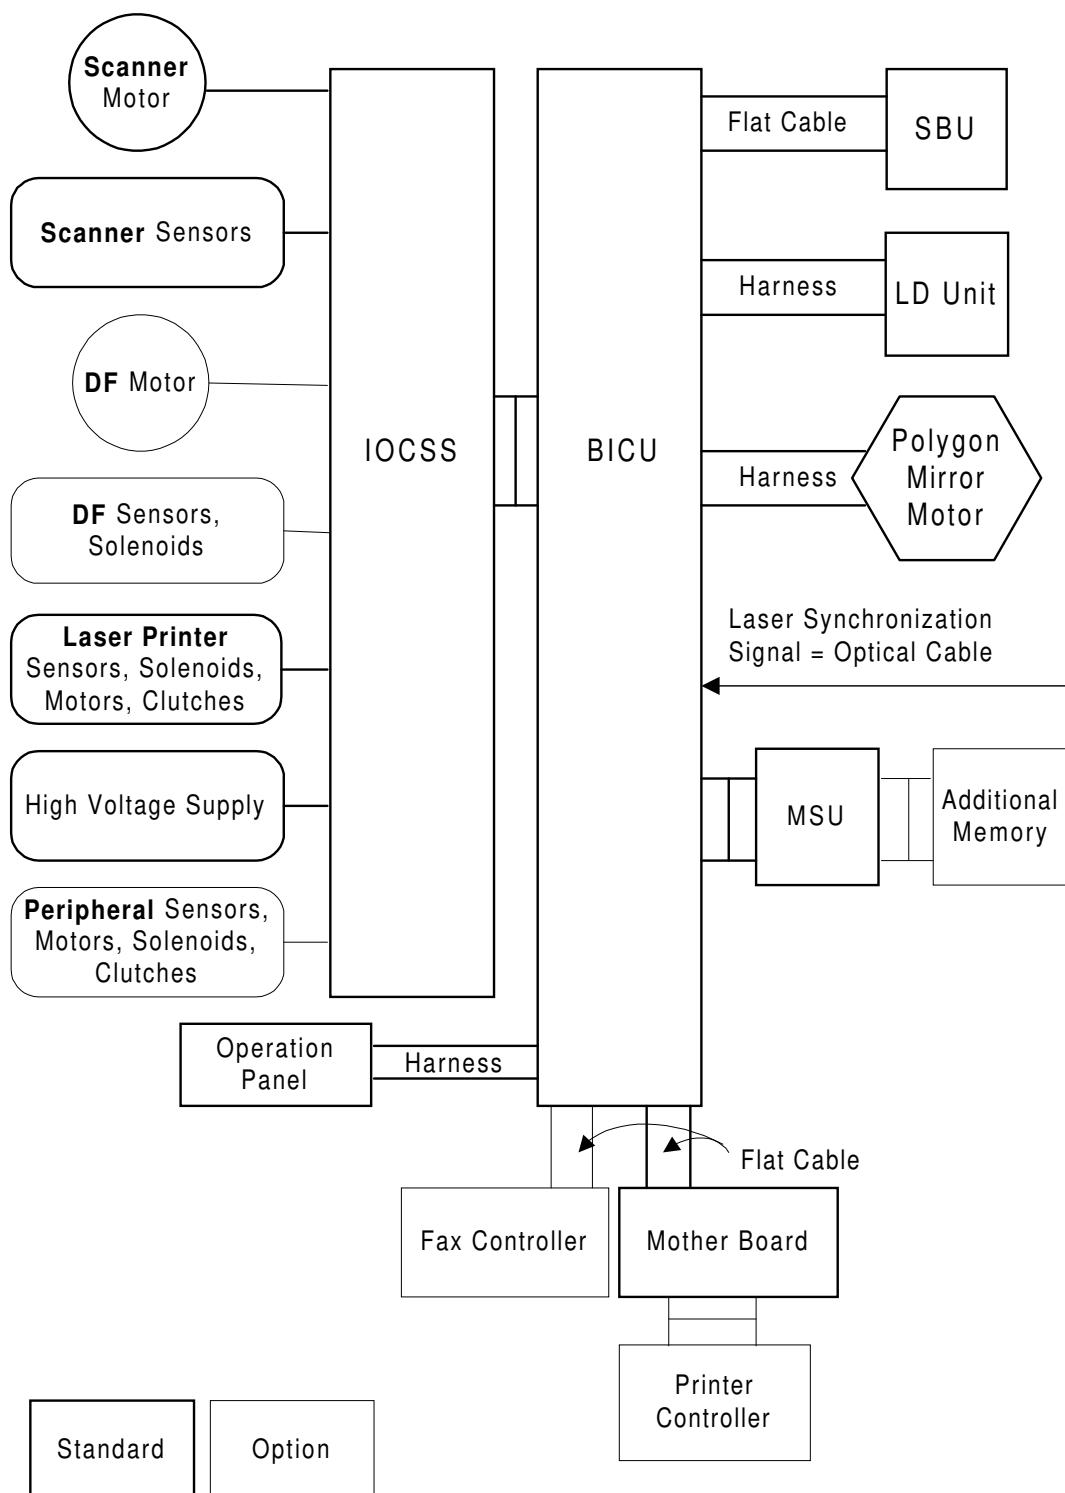 Scanner
Motor
Scanner Sensors
DF Motor
DF Sensors,
Solenoids
Laser Printer
Sensors, Solenoids,
Motors, Clutches
High Voltage Supply
Peripheral Sensors,
Motors, Solenoids,
Clutches
IOCSS
BICU
Flat Cable
SBU
Harness
LD Unit
Harness
Polygon
Mirror
Motor
Laser Synchronization
Signal = Optical Cable
MSU
Additional
Memory
Operation
Panel
Harness
Flat Cable
Fax Controller
Mother Board
Printer
Controller
Standard
Option